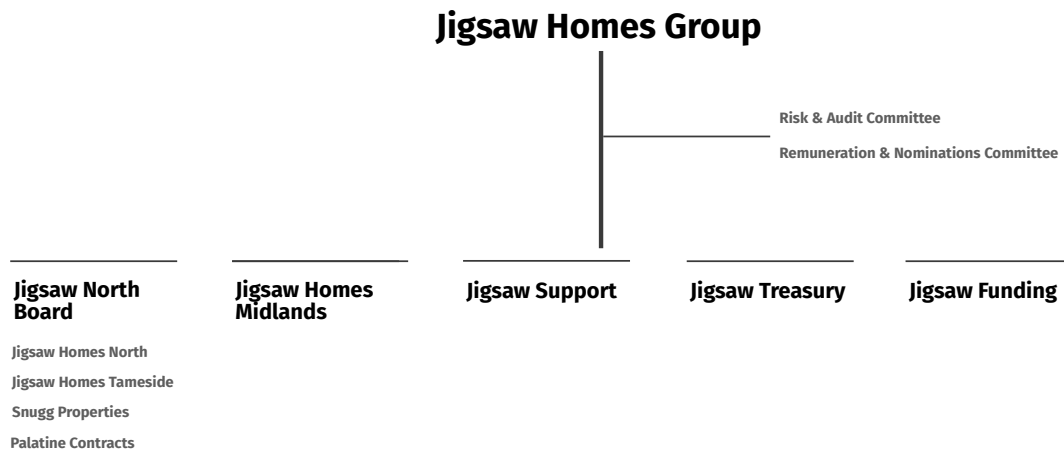 Jigsaw Homes Group
Risk & Audit Committee
Remuneration & Nominations Committee
Jigsaw North
Board
Jigsaw Homes North
Jigsaw Homes Tameside
Snugg Properties
Palatine Contracts
Jigsaw Homes
Midlands
Jigsaw Support
Jigsaw Treasury
Jigsaw Funding